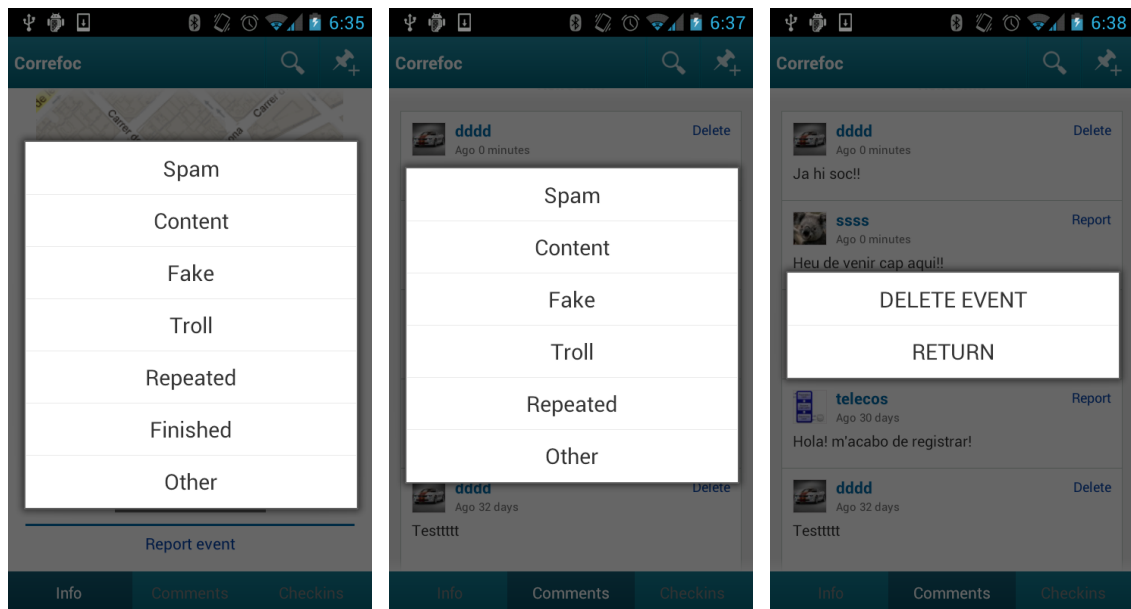 6:35
Correfoc
de
Carrer de
Carrer
Spam
Content
Fake
Troll
Repeated
Finished
Other
Report event
Info
Comments
Checkins
6:37
Correfoc
dddd
Delete
Ago 0 minutes
Spam
Content
Fake
Troll
Repeated
Other
dddd
Delete
Ago 32 days
Testtttt
Info
Comments
Checkins
6:38
Correfoc
dddd
Delete
Ago 0 minutes
Ja hi soc!!
ssss
Report
Ago 0 minutes
Heu de venir cap aqui!!
DELETE EVENT
RETURN
telecos
Report
Ago 30 days
Hola! m'acabo de registrar!
dddd
Delete
Ago 32 days
Testtttt
Info
Comments
Checkins